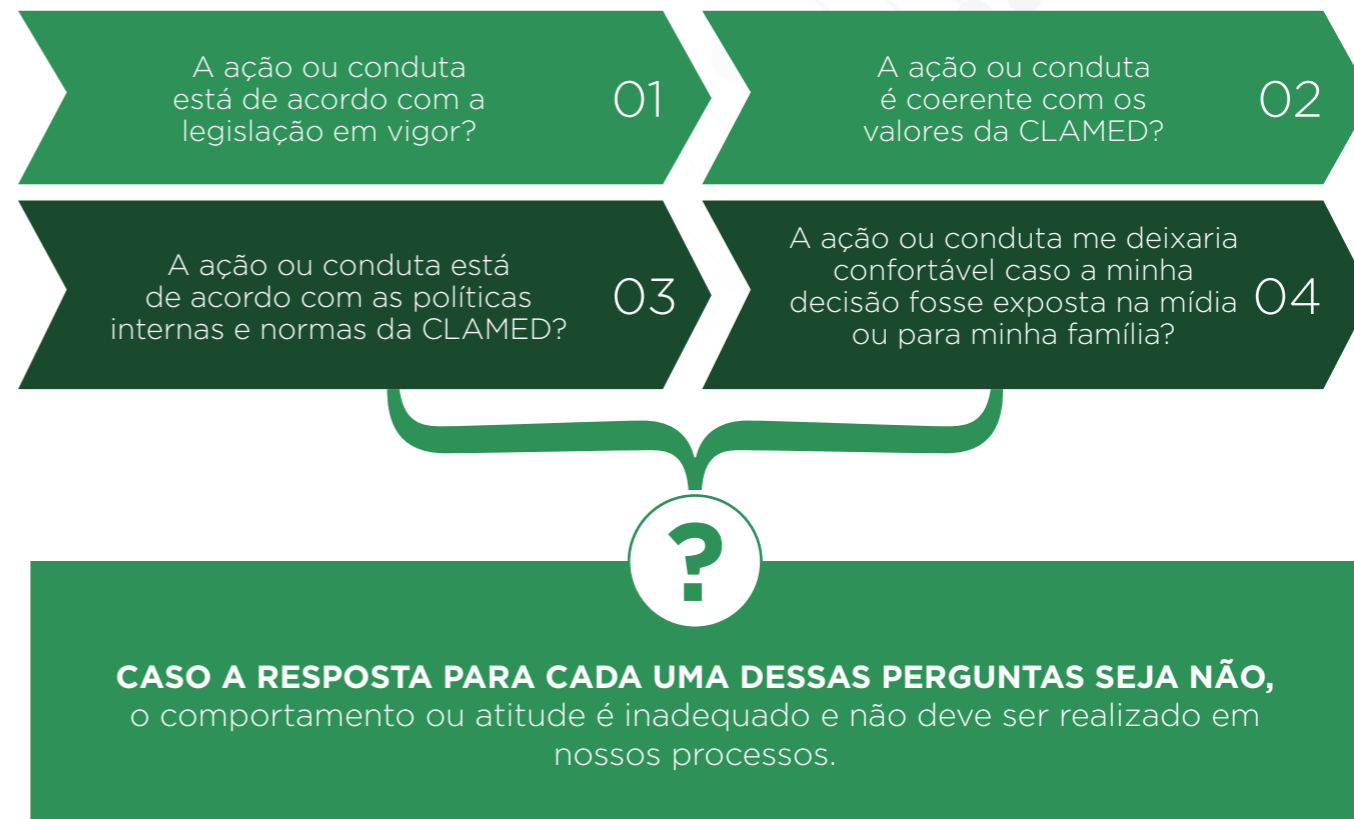 A ação ou conduta
está de acordo com a
legislação em vigor?
01
A ação ou conduta
é coerente com os
valores da CLAMED?
02
A ação ou conduta está
de acordo com as políticas
internas e normas da CLAMED?
03
A ação ou conduta me deixaria
confortável caso a minha
decisão fosse exposta na mídia
ou para minha família?
04
?
CASO A RESPOSTA PARA CADA UMA DESSAS PERGUNTAS SEJA NÃO,
o comportamento ou atitude é inadequado e não deve ser realizado em
nossos processos.